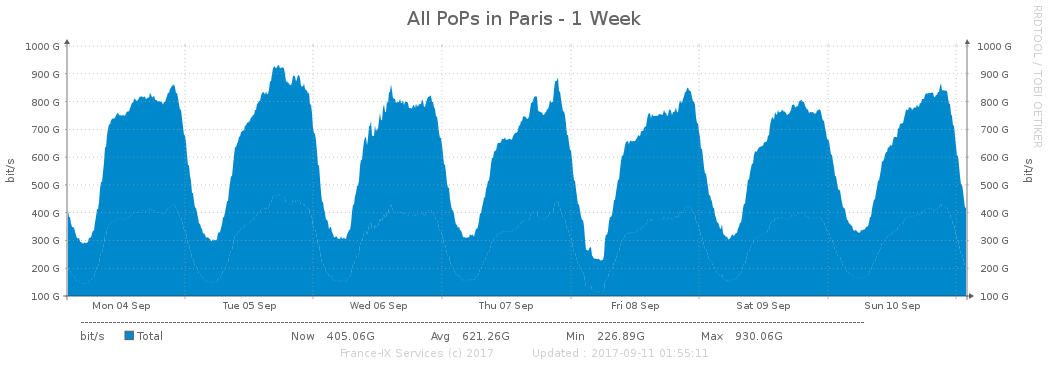 All PoPs in Paris - 1 Week
RRDTOOL / TOBI OETIKER
1000 G 1000 G
900 G 900 G
800 G 800 G
700 G 700 G
600 G 600 G
500 G 500 G
400 G 400 G
300 G 300 G
200 G 200 G
100 G 100 G
bit/s bit/s
Mon 04 Sep Tue 05 Sep Wed 06 Sep Thu 07 Sep Fri 08 Sep Sat 09 Sep Sun 10 Sep
bit/s Total Now 405.06G Avg 621.26G Min 226.89G Max 930.06G
France-IX Services (c) 2017 Updated : 2017-09-11 01:55:11